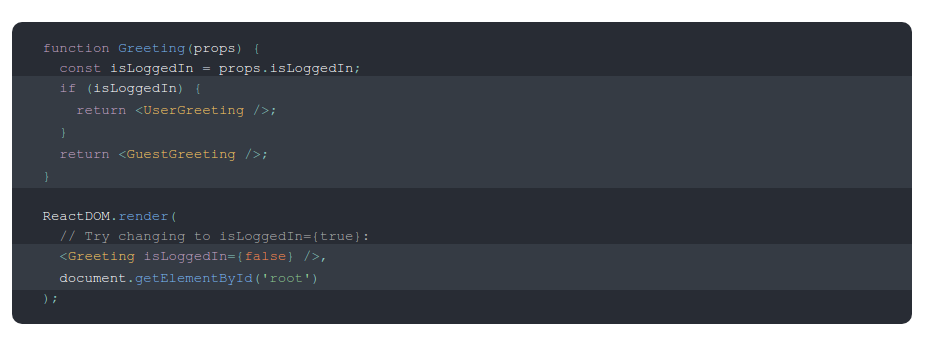 function Greeting(props) {
  const isLoggedIn = props.isLoggedIn;
  if (isLoggedIn) {
    return <UserGreeting />;
  }
  return <GuestGreeting />;
}

ReactDOM.render(
  // Try changing to isLoggedIn={true}:
  <Greeting isLoggedIn={false} />,
  document.getElementById('root')
);